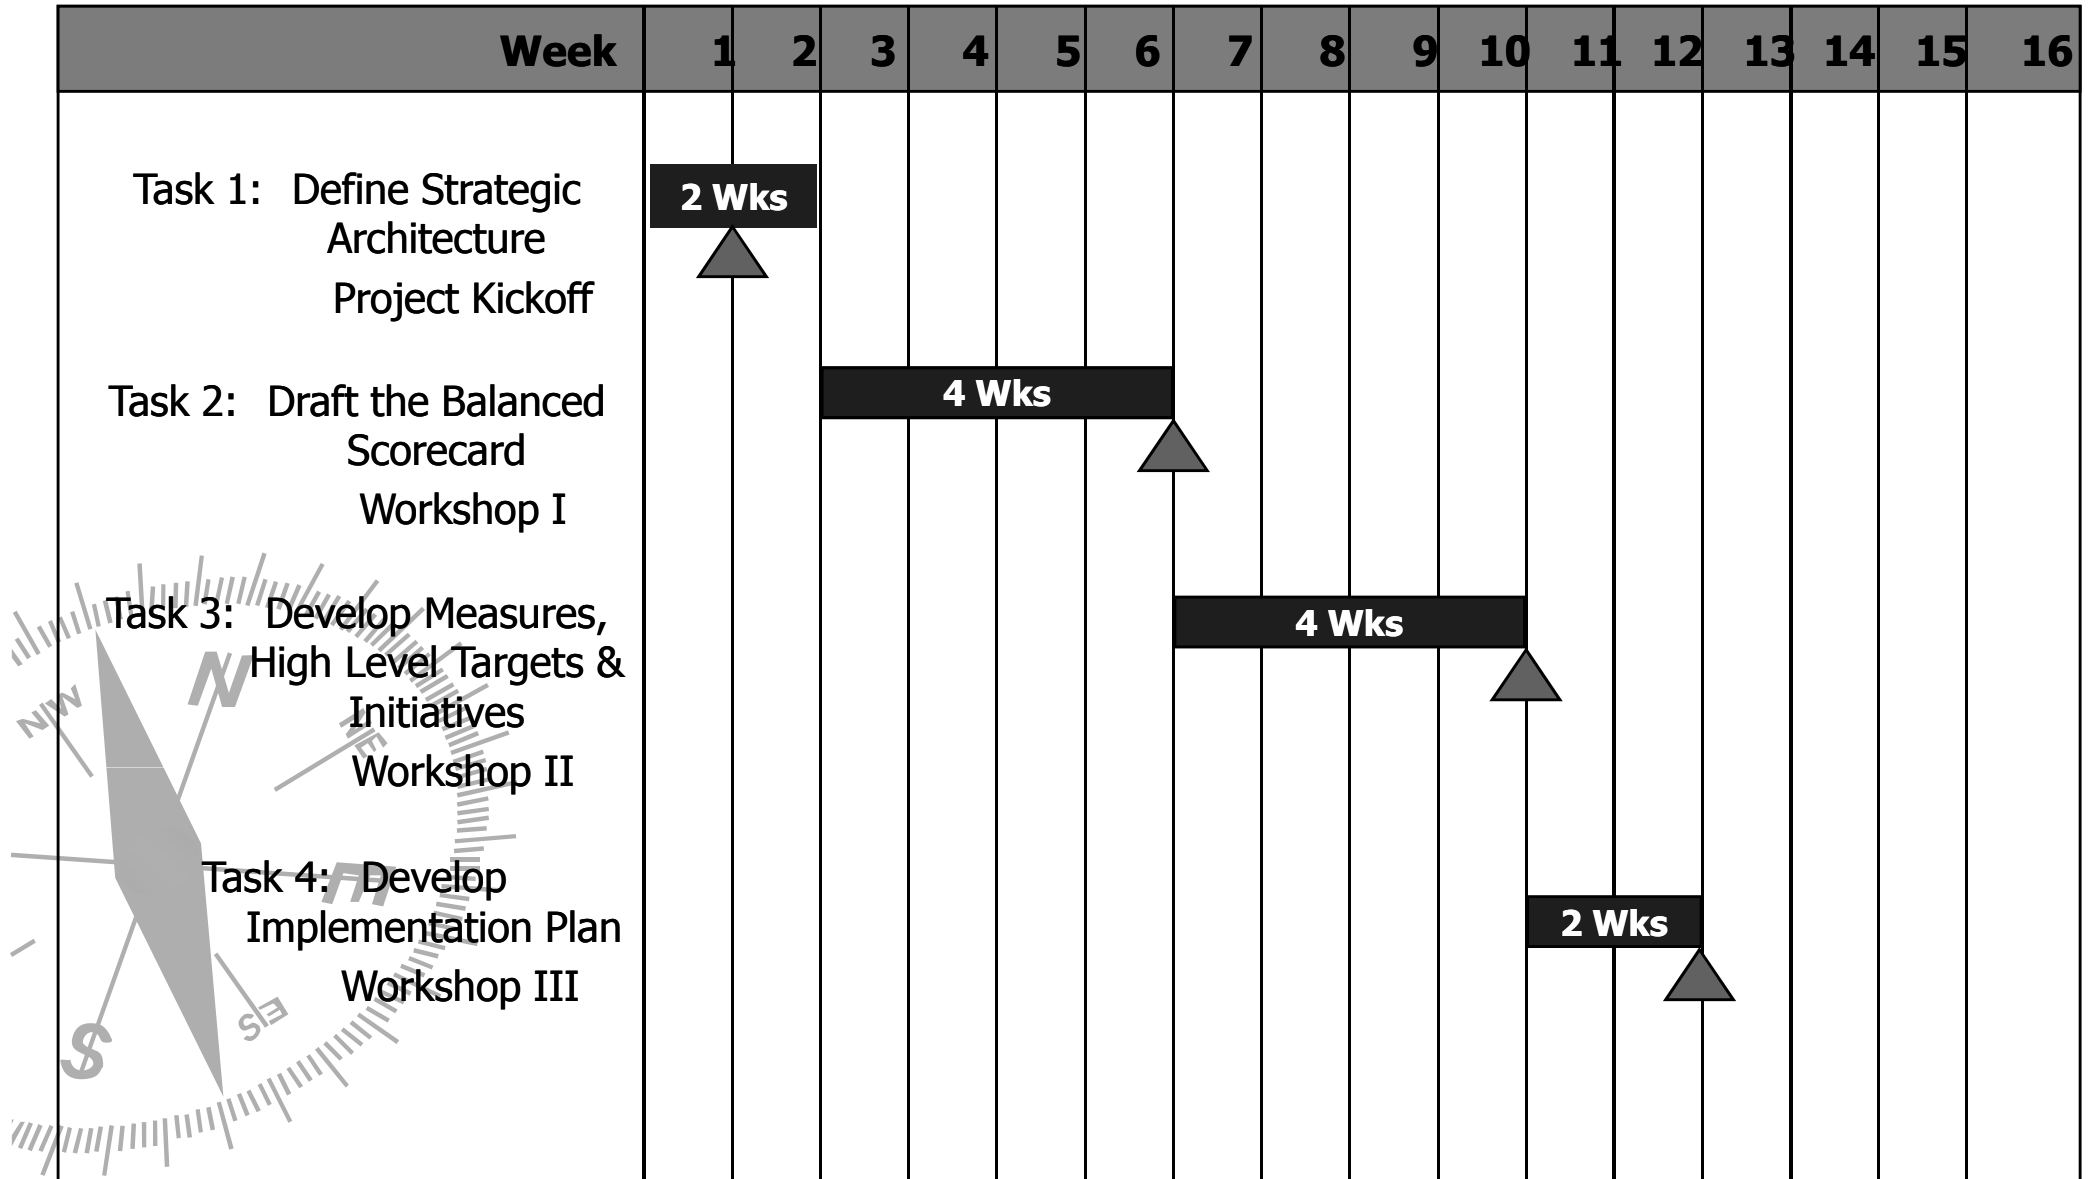 Week 1 2 3 4 5 6 7 8 9 10 11 12 13 14 15 16
Task 1: Define Strategic
Architecture
2 Wks
Project Kickoff
Task 2: Draft the Balanced
Scorecard
4 Wks
Workshop I
Task 3: Develop Measures,
High Level Targets &
Initiatives
4 Wks
Workshop II
Task 4: Develop
Implementation Plan
2 Wks
Workshop III
N
NW
NE
E
SE
S